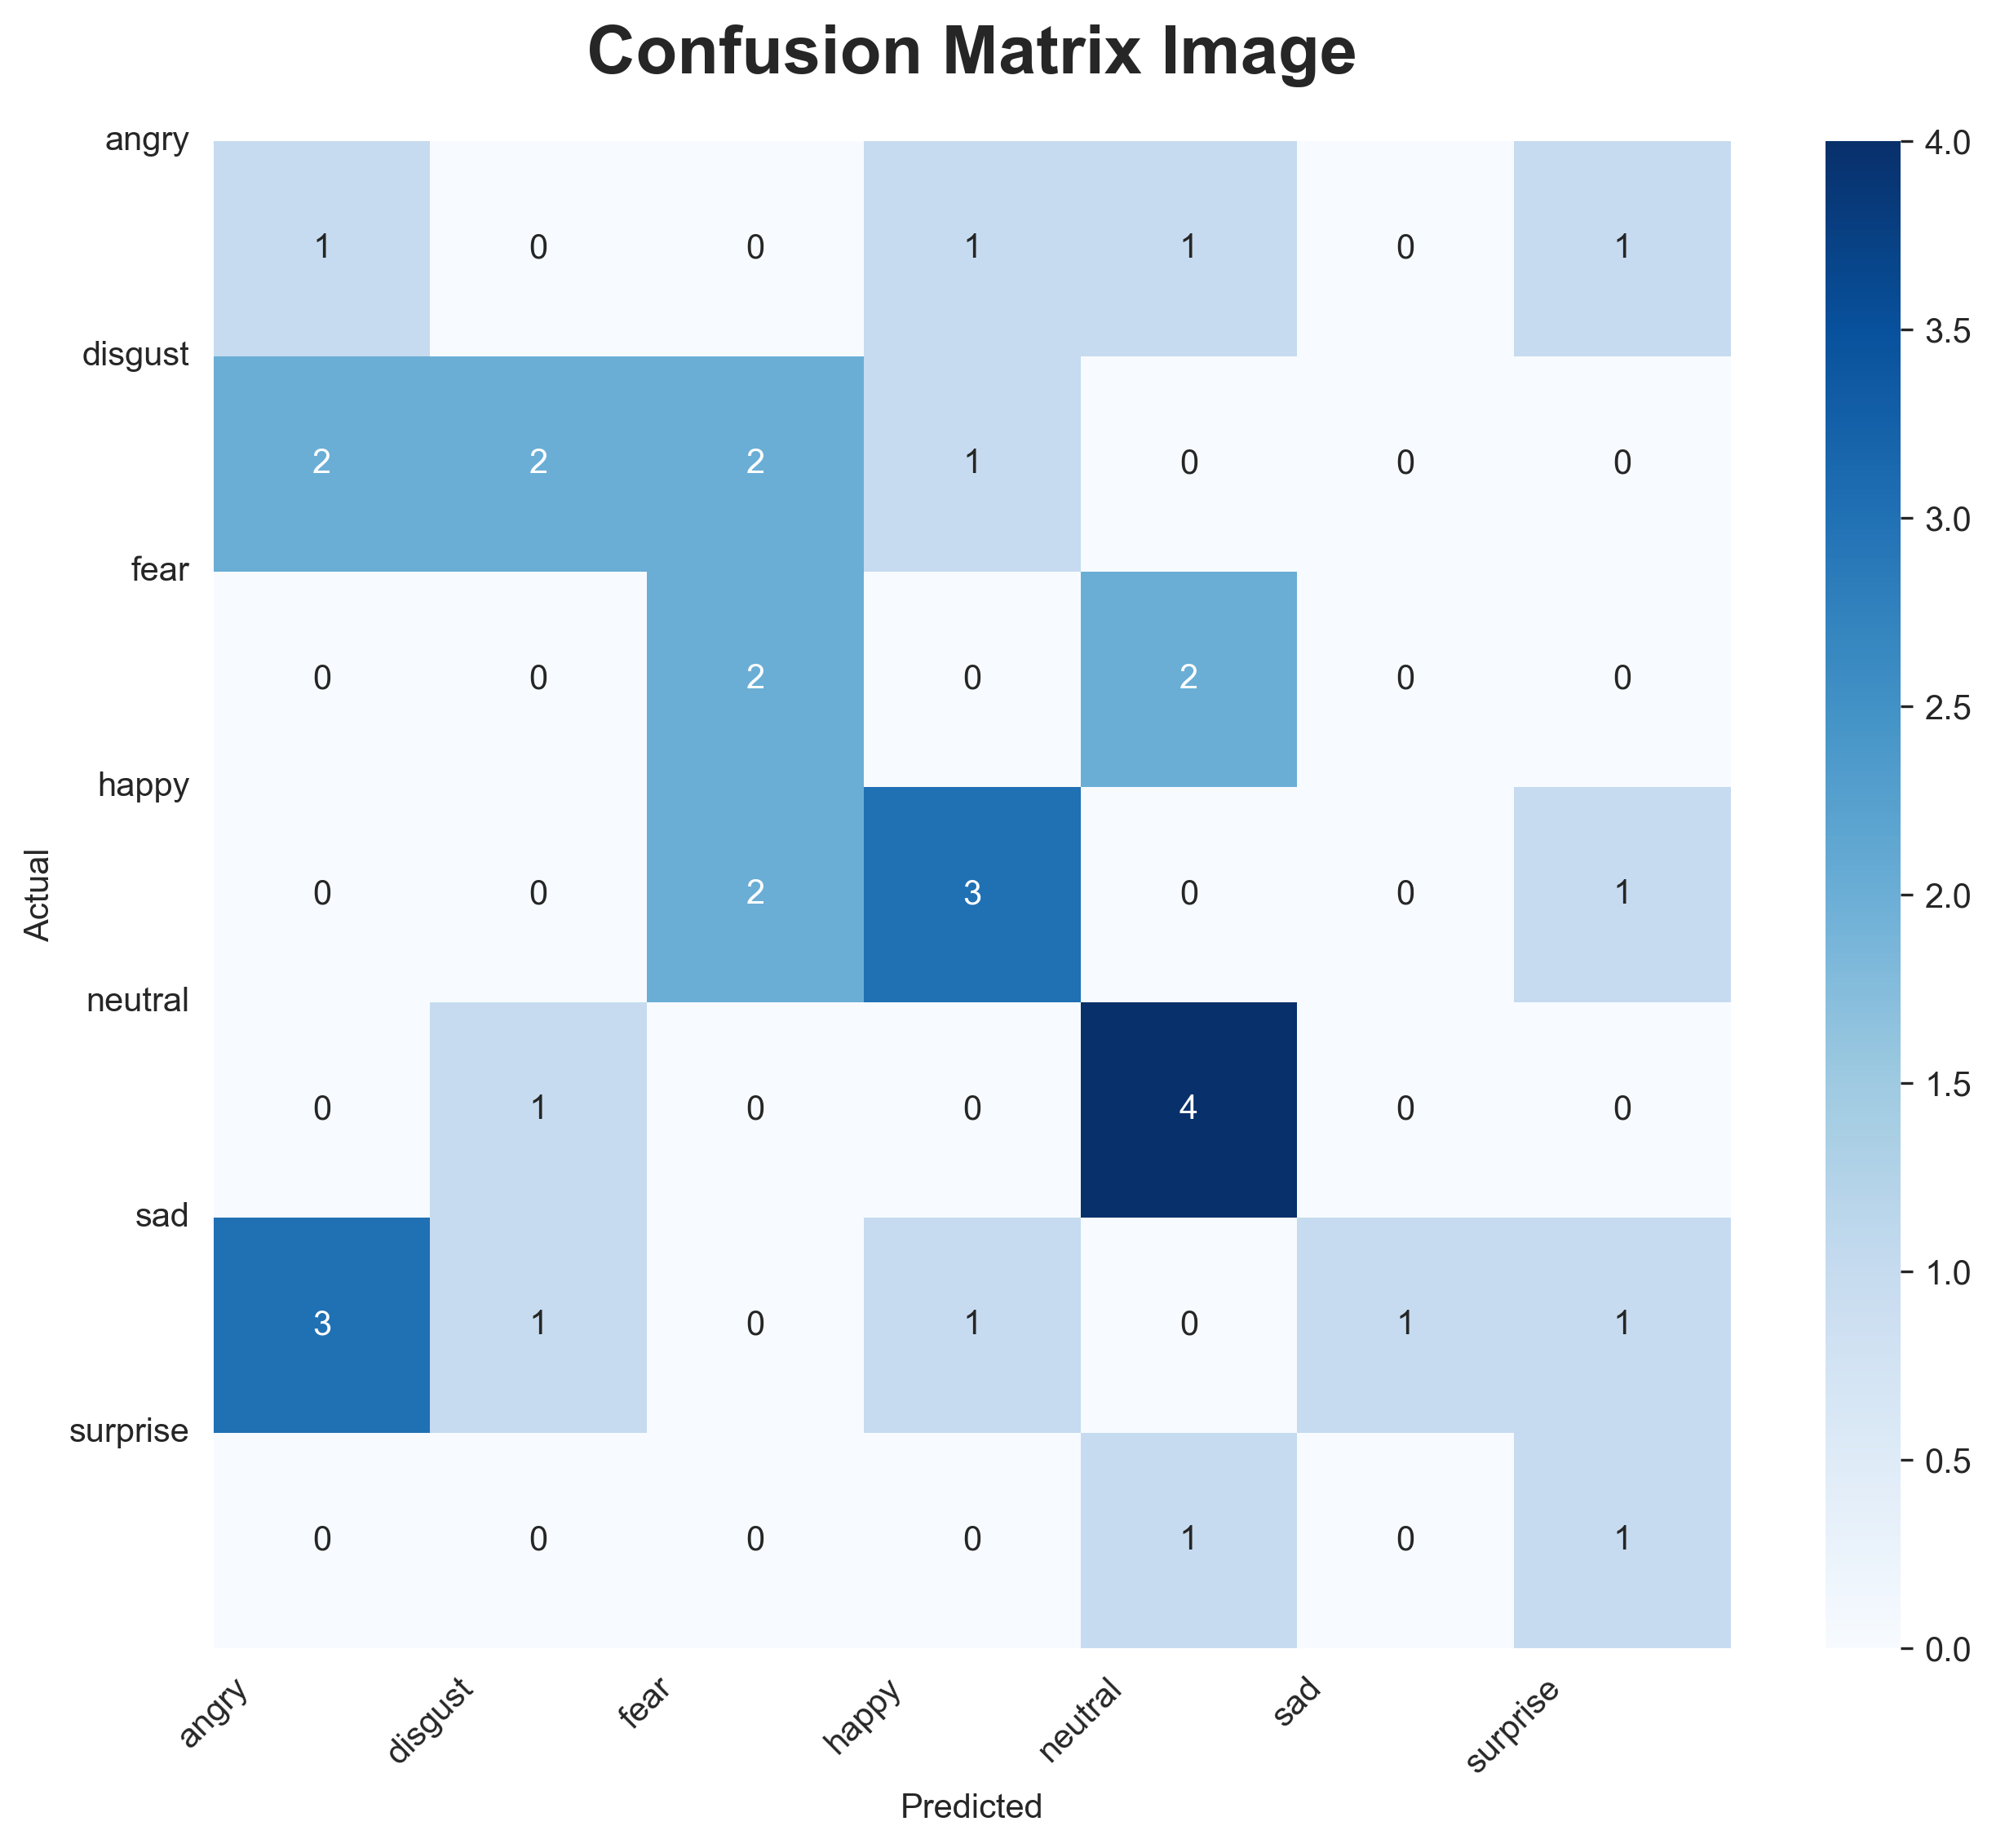 Confusion Matrix Image
angry
1 0 0 1 1 0 1
disgust
2 2 2 1 0 0 0
fear
0 0 2 0 2 0 0
happy
0 0 2 3 0 0 1
neutral
0 1 0 0 4 0 0
sad
3 1 0 1 0 1 1
surprise
0 0 0 0 1 0 1
Actual
angry disgust fear happy neutral sad surprise
Predicted
4.0
3.5
3.0
2.5
2.0
1.5
1.0
0.5
0.0